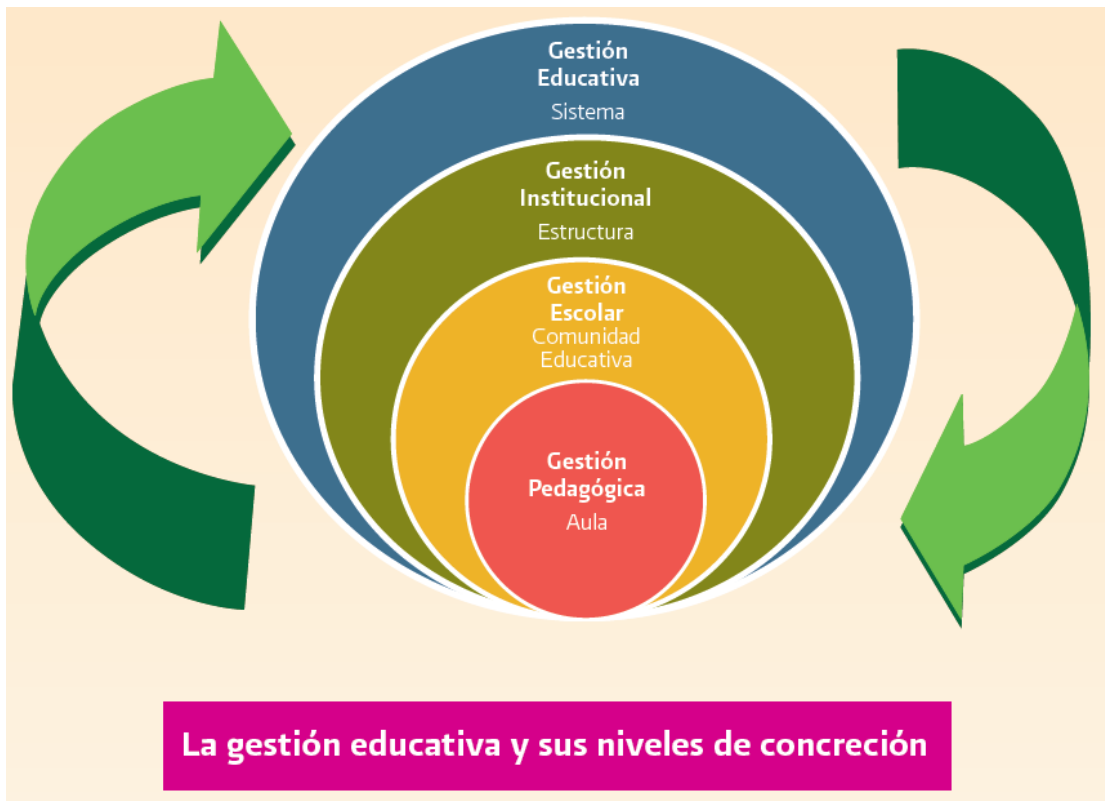 Gestión
Educativa
Sistema
Gestión
Institucional
Estructura
Gestión
Escolar
Comunidad
Educativa
Gestión
Pedagógica
Aula
La gestión educativa y sus niveles de concreción